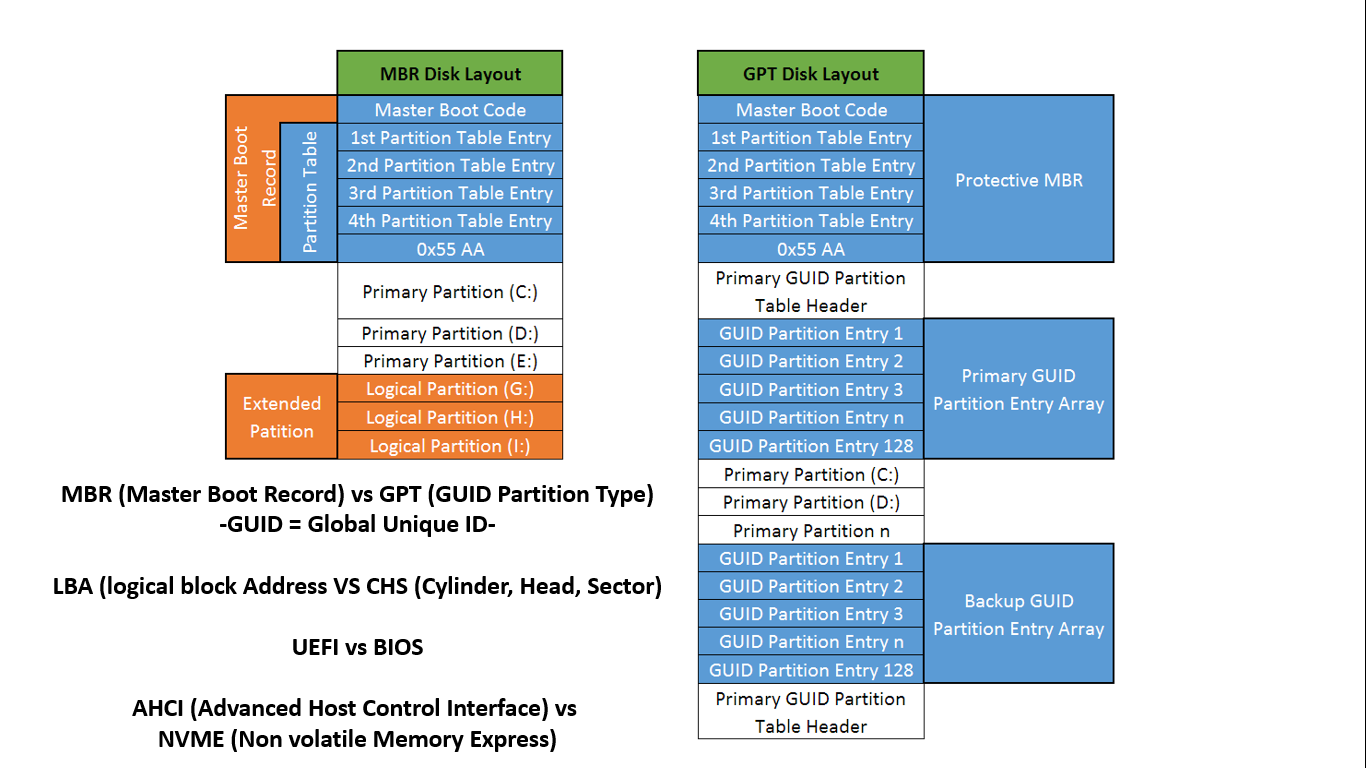 MBR Disk Layout
Master Boot Record
Partition Table
Master Boot Code
1st Partition Table Entry
2nd Partition Table Entry
3rd Partition Table Entry
4th Partition Table Entry
0x55 AA
Primary Partition (C:)
Primary Partition (D:)
Primary Partition (E:)
Extended
Patition
Logical Partition (G:)
Logical Partition (H:)
Logical Partition (I:)
MBR (Master Boot Record) vs GPT (GUID Partition Type)
-GUID = Global Unique ID-
LBA (logical block Address VS CHS (Cylinder, Head, Sector)
UEFI vs BIOS
AHCI (Advanced Host Control Interface) vs
NVME (Non volatile Memory Express)
GPT Disk Layout
Master Boot Code
1st Partition Table Entry
2nd Partition Table Entry
3rd Partition Table Entry
4th Partition Table Entry
0x55 AA
Protective MBR
Primary GUID Partition
Table Header
GUID Partition Entry 1
GUID Partition Entry 2
GUID Partition Entry 3
GUID Partition Entry n
GUID Partition Entry 128
Primary GUID
Partition Entry Array
Primary Partition (C:)
Primary Partition (D:)
Primary Partition n
GUID Partition Entry 1
GUID Partition Entry 2
GUID Partition Entry 3
GUID Partition Entry n
GUID Partition Entry 128
Backup GUID
Partition Entry Array
Primary GUID Partition
Table Header